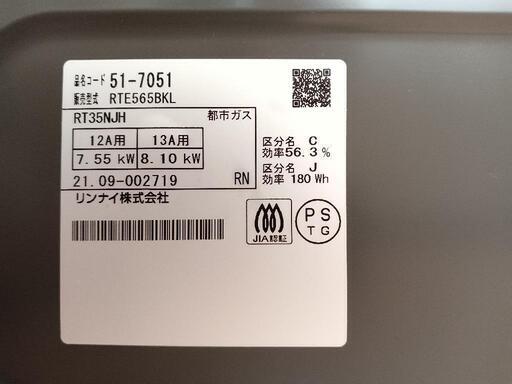 品名コード 51-7051
販売型式 RTE565BKL
RT35NJH 都市ガス
12A用 13A用
7.55 kW 8.10 kW
21.09-002719 RN
リンナイ株式会社
区分名 C
効率56.3%
区分名 J
効率 180 Wh
JIA認証
PS
TG